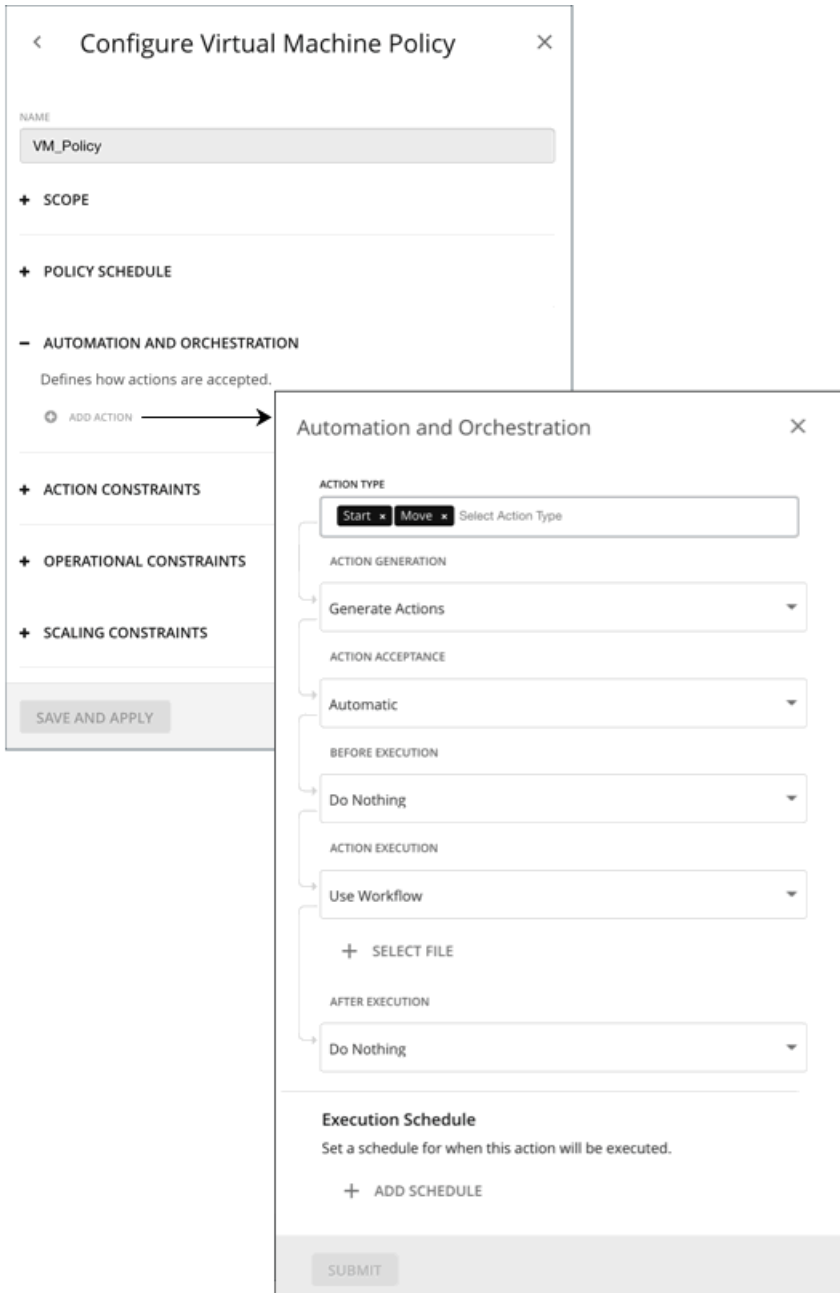 Configure Virtual Machine Policy
NAME
VM_Policy
SCOPE
POLICY SCHEDULE
AUTOMATION AND ORCHESTRATION
Defines how actions are accepted.
ADD ACTION
ACTION CONSTRAINTS
OPERATIONAL CONSTRAINTS
SCALING CONSTRAINTS
SAVE AND APPLY
Automation and Orchestration
ACTION TYPE
Start × Move × Select Action Type
ACTION GENERATION
Generate Actions
ACTION ACCEPTANCE
Automatic
BEFORE EXECUTION
Do Nothing
ACTION EXECUTION
Use Workflow
SELECT FILE
AFTER EXECUTION
Do Nothing
Execution Schedule
Set a schedule for when this action will be executed.
ADD SCHEDULE
SUBMIT